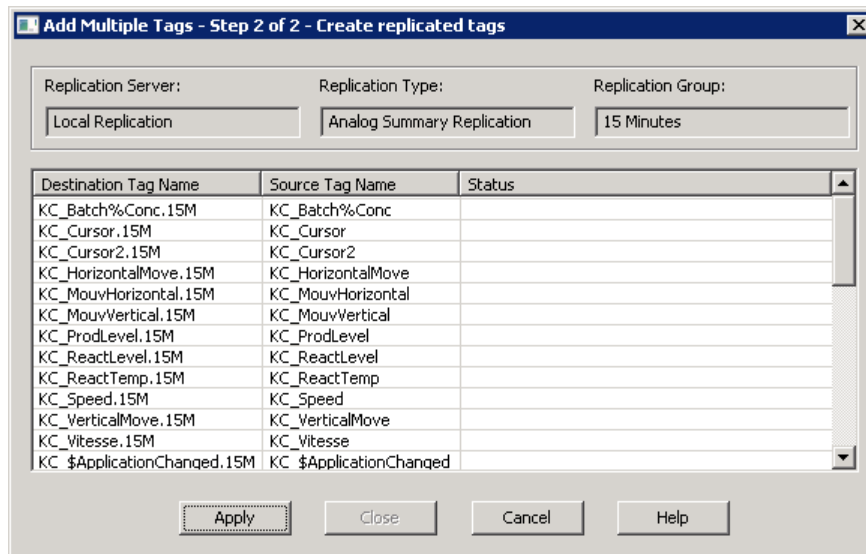 Add Multiple Tags - Step 2 of 2 - Create replicated tags
Replication Server: Replication Type: Replication Group:
Local Replication Analog Summary Replication 15 Minutes
Destination Tag Name Source Tag Name Status
KC_Batch%Conc.15M KC_Batch%Conc
KC_Cursor.15M KC_Cursor
KC_Cursor2.15M KC_Cursor2
KC_HorizontalMove.15M KC_HorizontalMove
KC_MouvHorizontal.15M KC_MouvHorizontal
KC_MouvVertical.15M KC_MouvVertical
KC_ProdLevel.15M KC_ProdLevel
KC_ReactLevel.15M KC_ReactLevel
KC_ReactTemp.15M KC_ReactTemp
KC_Speed.15M KC_Speed
KC_VerticalMove.15M KC_VerticalMove
KC_Vitesse.15M KC_Vitesse
KC_$ApplicationChanged.15M KC_$ApplicationChanged
Apply Close Cancel Help